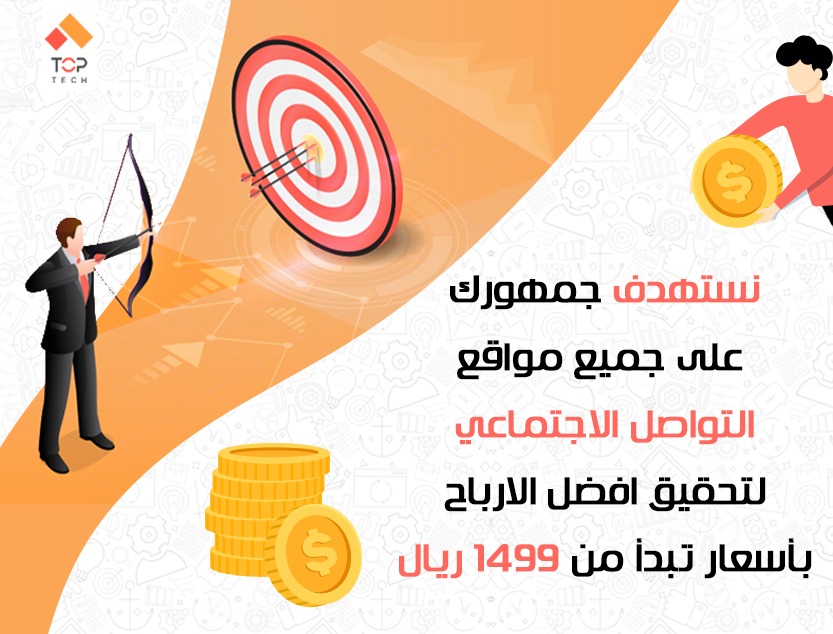 TOP
TECH
نستهدف جمهورك
على جميع مواقع
التواصل الاجتماعي
لتحقيق افضل الارباح
بأسعار تبدأ من 1499 ريال